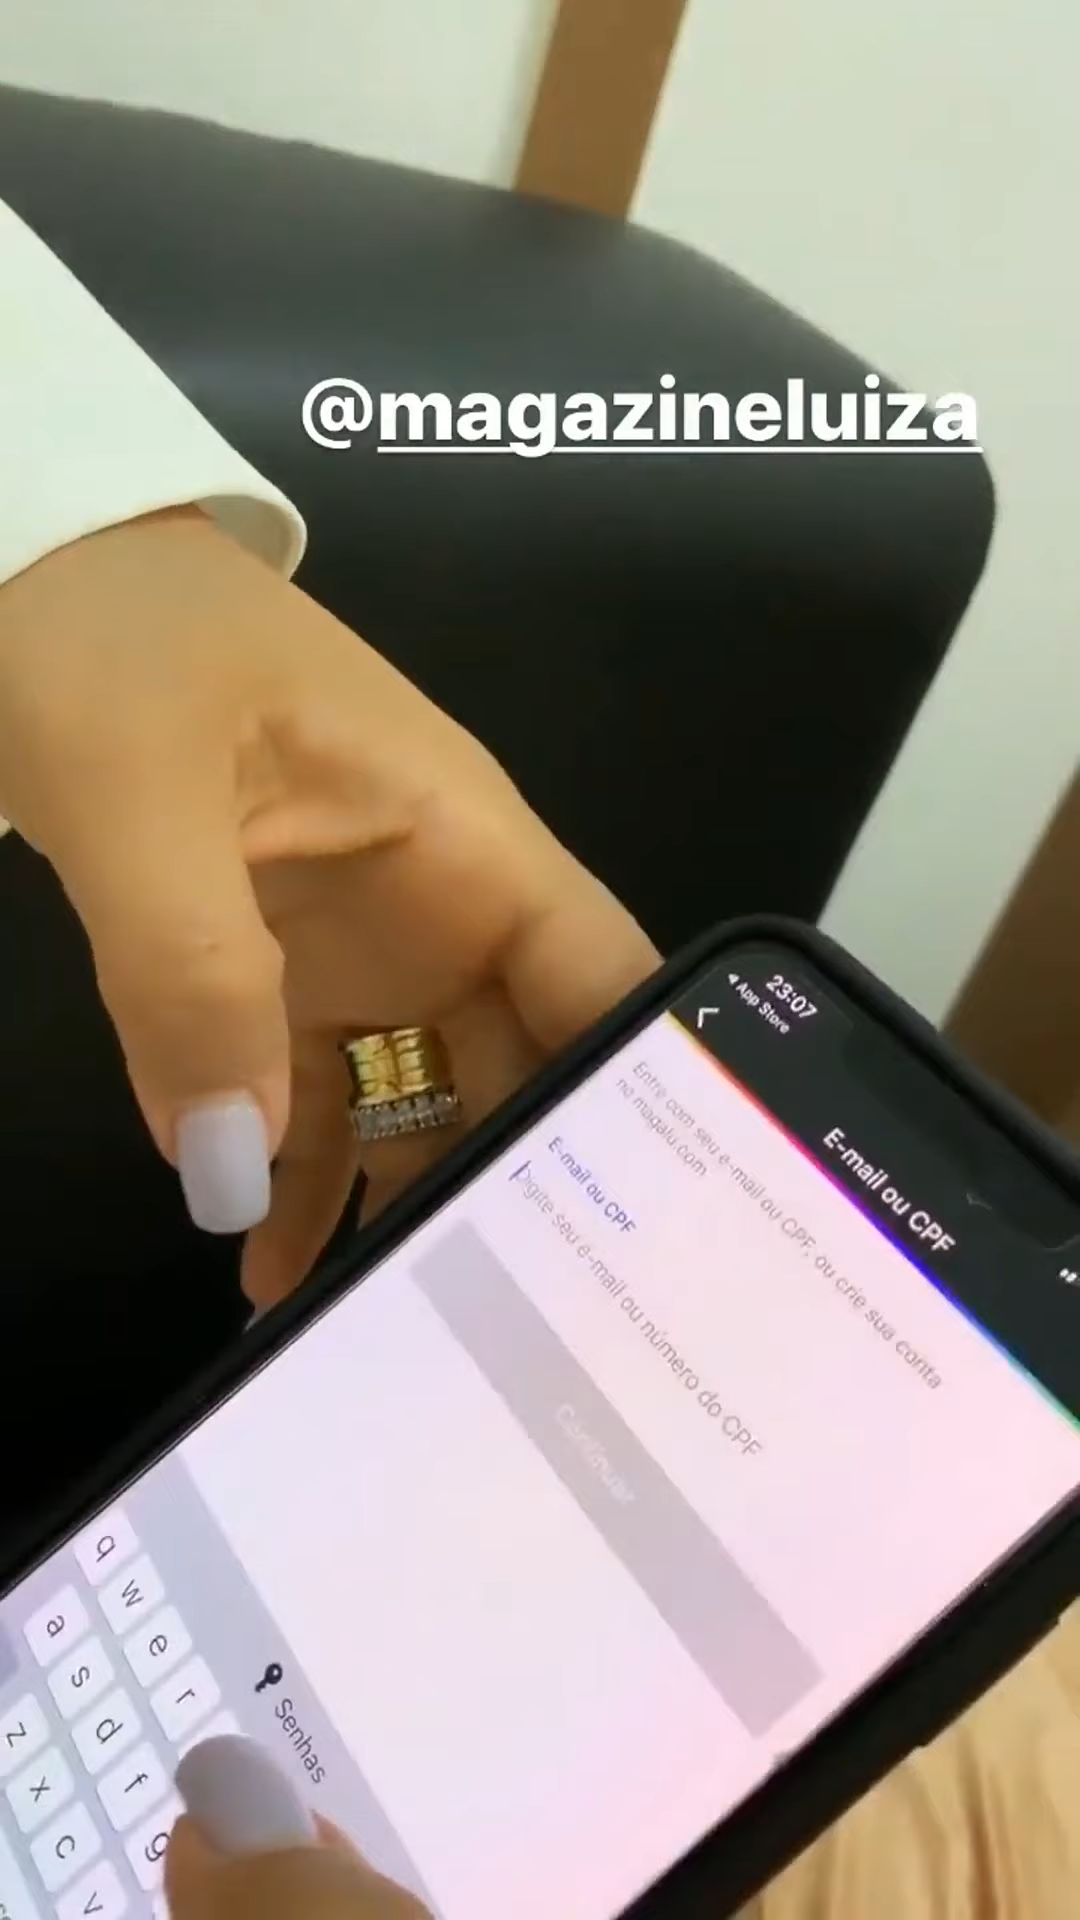 @magazineluiza
23:07
App Store
E-mail ou CPF
Entre com seu e-mail ou CPF, ou crie sua conta
no magalu.com
E-mail ou CPF
Digite seu e-mail ou número do CPF
Continuar
Senhas
q w e r
a s d f g
z x c v